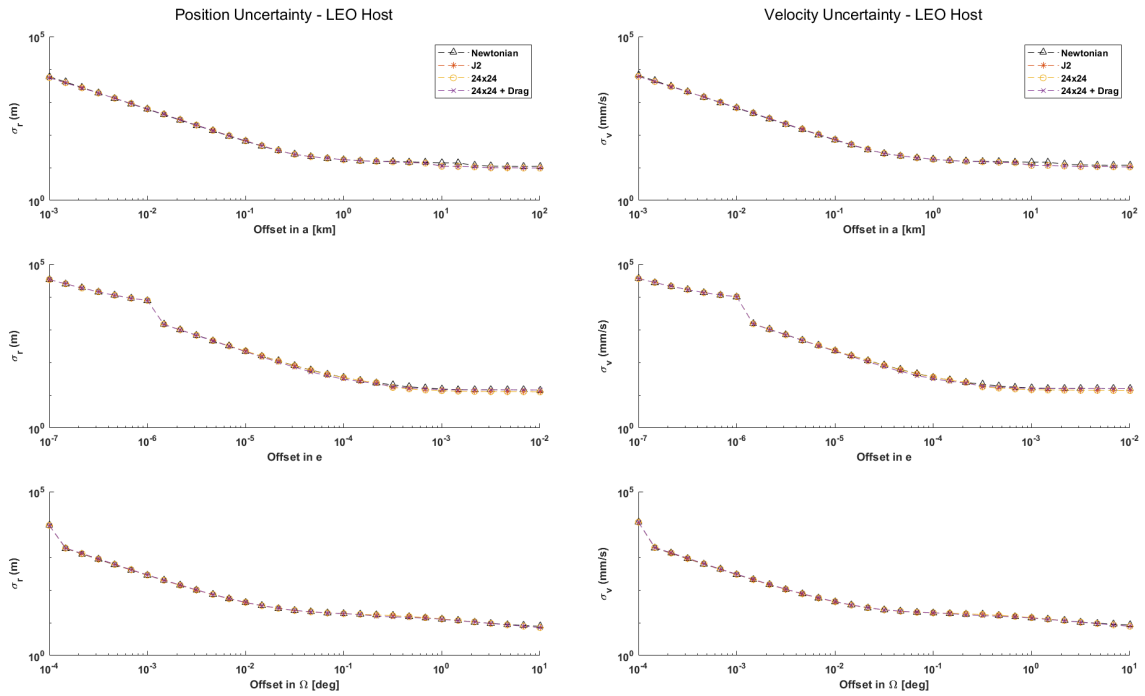 Position Uncertainty - LEO Host
10^5
σ_r (m)
10^0
Newtonian
J2
24x24
24x24 + Drag
10^-3 10^-2 10^-1 10^0 10^1 10^2
Offset in a [km]
Velocity Uncertainty - LEO Host
10^5
σ_v (mm/s)
10^0
Newtonian
J2
24x24
24x24 + Drag
10^-3 10^-2 10^-1 10^0 10^1 10^2
Offset in a [km]
10^5
σ_r (m)
10^0
10^-7 10^-6 10^-5 10^-4 10^-3 10^-2
Offset in e
10^5
σ_v (mm/s)
10^0
10^-7 10^-6 10^-5 10^-4 10^-3 10^-2
Offset in e
10^5
σ_r (m)
10^0
10^-4 10^-3 10^-2 10^-1 10^0 10^1
Offset in Ω [deg]
10^5
σ_v (mm/s)
10^0
10^-4 10^-3 10^-2 10^-1 10^0 10^1
Offset in Ω [deg]